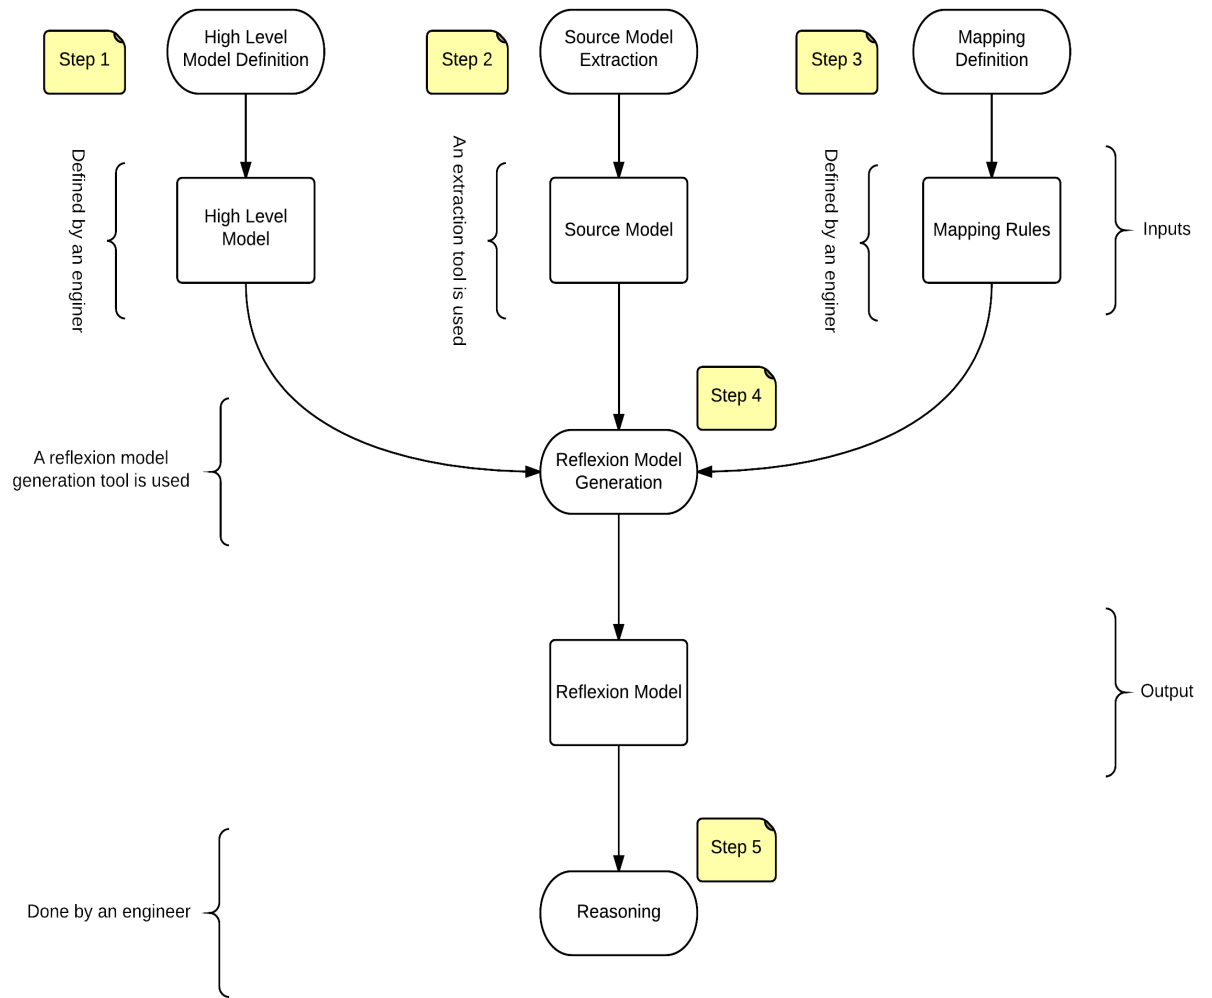 Step 1
High Level
Model Definition
Step 2
Source Model
Extraction
Step 3
Mapping
Definition
Defined by an enginer
High Level
Model
An extraction tool is used
Source Model
Defined by an enginer
Mapping Rules
Inputs
Step 4
A reflexion model
generation tool is used
Reflexion Model
Generation
Reflexion Model
Output
Step 5
Done by an engineer
Reasoning